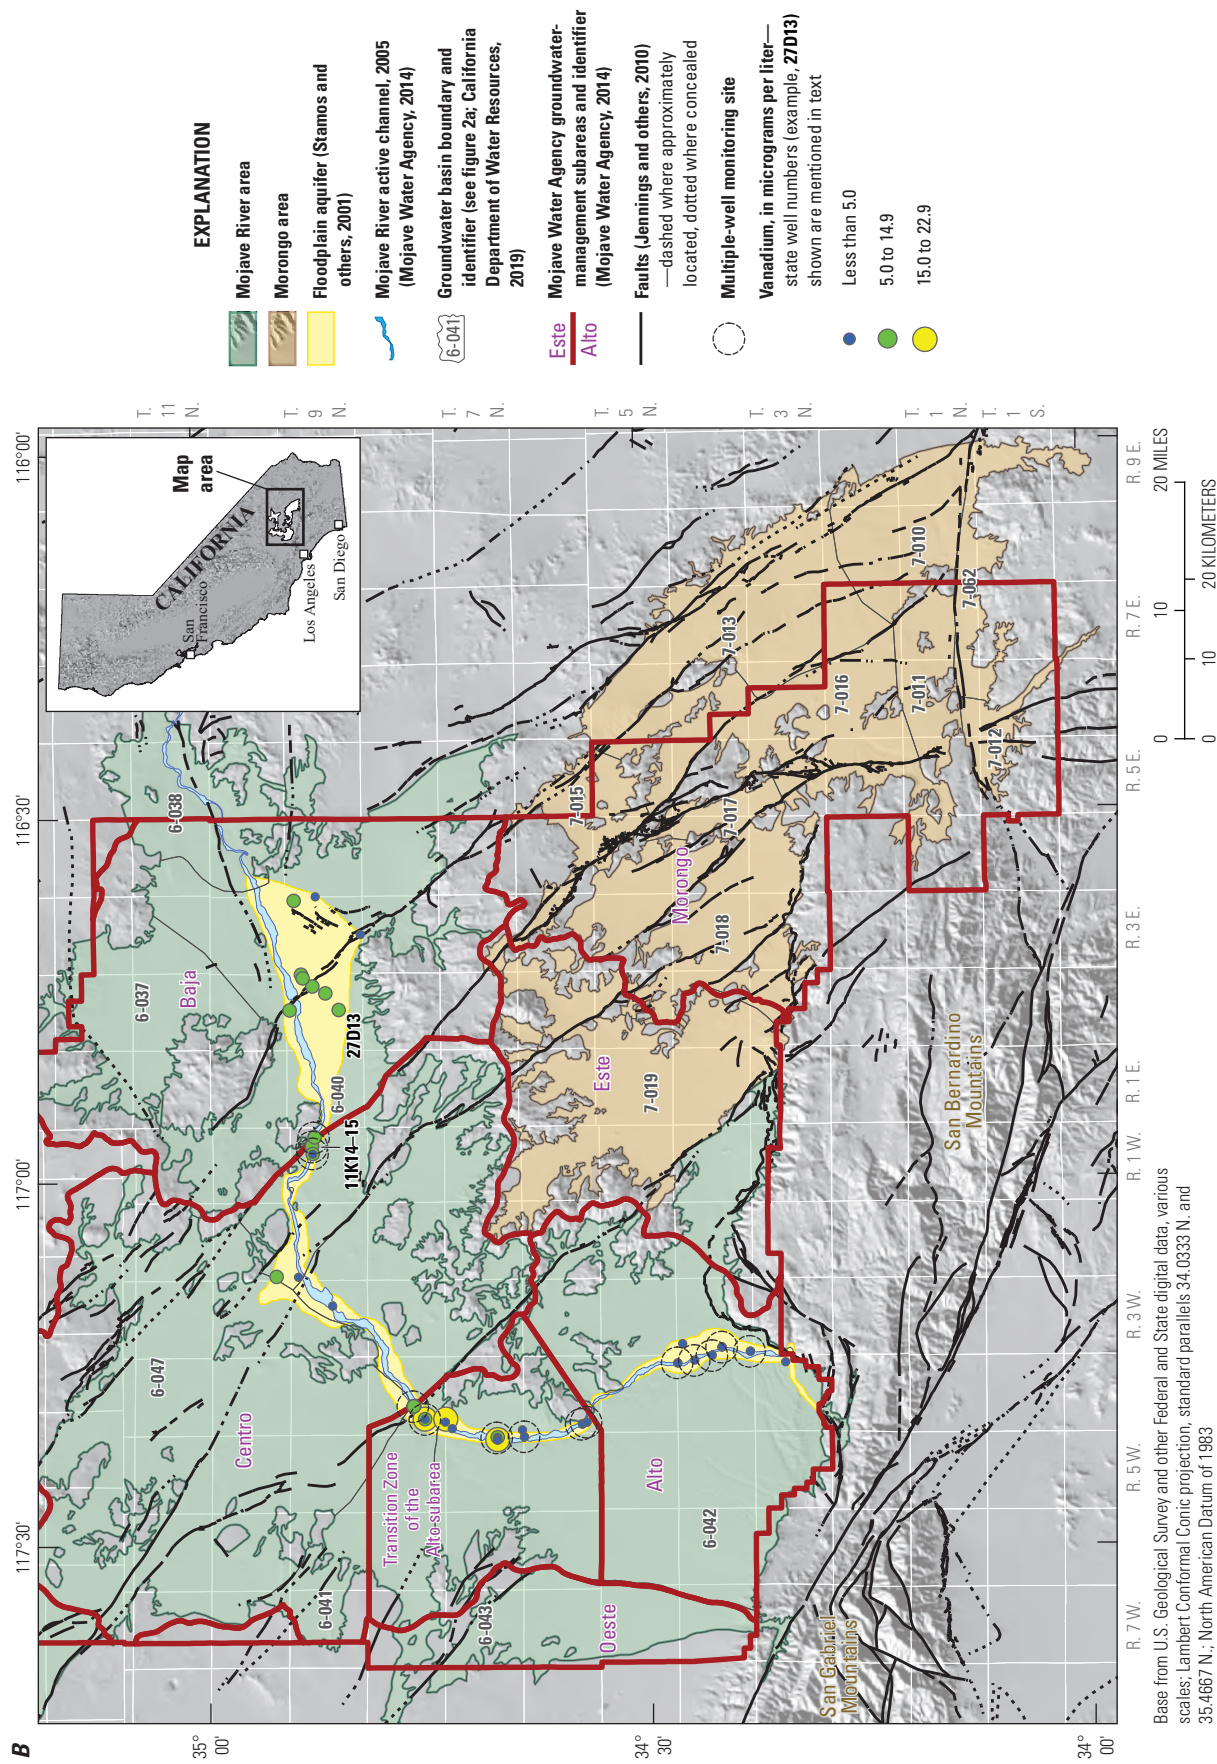 B
117°30'
117°00'
116°30'
116°00'
35°
00'
34°
30'
34°
00'
T.
11
N.
T.
9
N.
T.
7
N.
T.
5
N.
T.
3
N.
T.
1
N.
T.
1
S.
R. 7 W.
R. 5 W.
R. 3 W.
R. 1 W.
R. 1 E.
R. 3 E.
R. 5 E.
R. 7 E.
R. 9 E.
CALIFORNIA
San
Francisco
Los Angeles
San Diego
Map
area
6-037
6-038
Baja
6-040
27D13
11K14–15
6-047
Centro
6-041
Transition Zone
of the
Alto subarea
6-043
Oeste
Alto
6-042
Este
7-019
Morongo
7-018
7-017
7-015
7-013
7-016
7-011
7-010
7-062
7-012
San Bernardino
Mountains
San Gabriel
Mountains
0 10 20 MILES
0 10 20 KILOMETERS
Base from U.S. Geological Survey and other Federal and State digital data, various
scales; Lambert Conformal Conic projection, standard parallels 34.0333 N. and
35.4667 N.; North American Datum of 1983
EXPLANATION
Mojave River area
Morongo area
Floodplain aquifer (Stamos and
others, 2001)
Mojave River active channel, 2005
(Mojave Water Agency, 2014)
6-041
Groundwater basin boundary and
identifier (see figure 2a; California
Department of Water Resources,
2019)
Este
Alto
Mojave Water Agency groundwater-
management subareas and identifier
(Mojave Water Agency, 2014)
Faults (Jennings and others, 2010)
—dashed where approximately
located, dotted where concealed
Multiple-well monitoring site
Vanadium, in micrograms per liter—
state well numbers (example, 27D13)
shown are mentioned in text
Less than 5.0
5.0 to 14.9
15.0 to 22.9